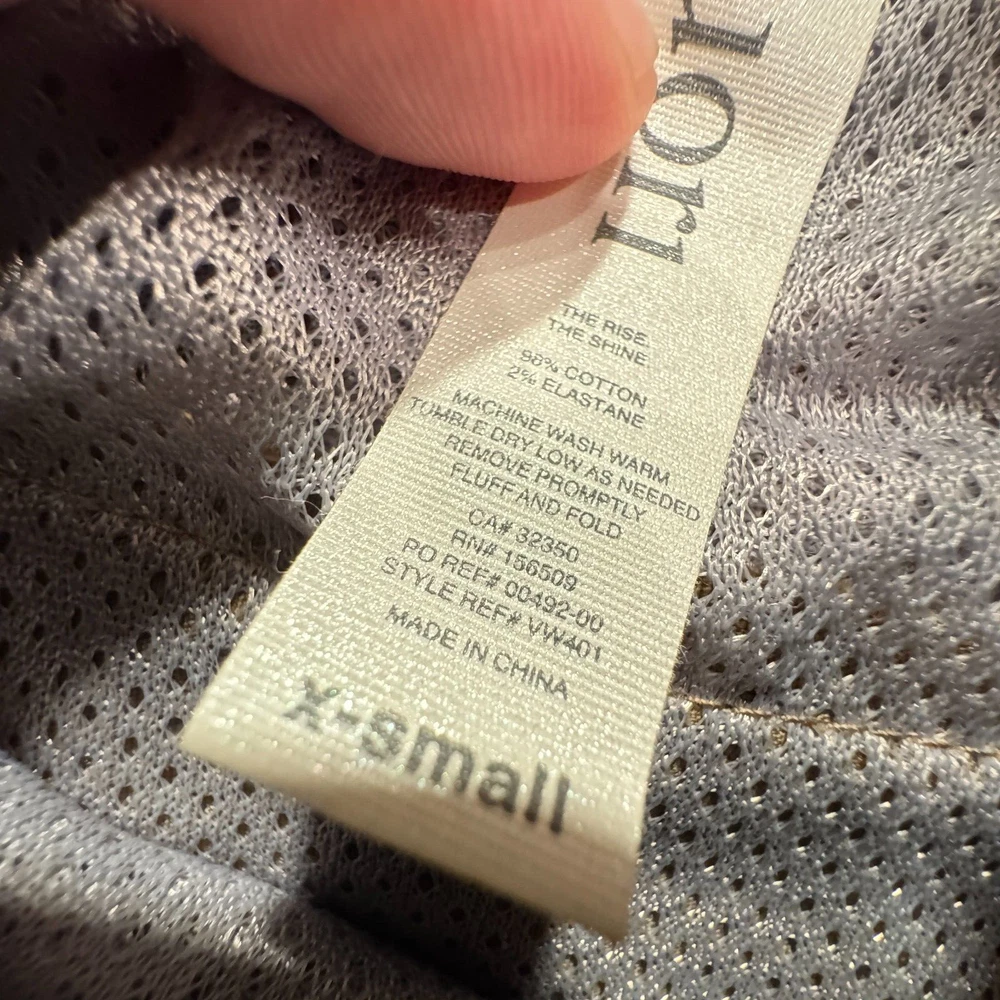 THE RISE.
THE SHINE.
98% COTTON
2% ELASTANE
MACHINE WASH WARM
TUMBLE DRY LOW AS NEEDED
REMOVE PROMPTLY
FLUFF AND FOLD
CA# 32350
RN# 156509
PO REF# 00492-00
STYLE REF# VW401
MADE IN CHINA
x-small